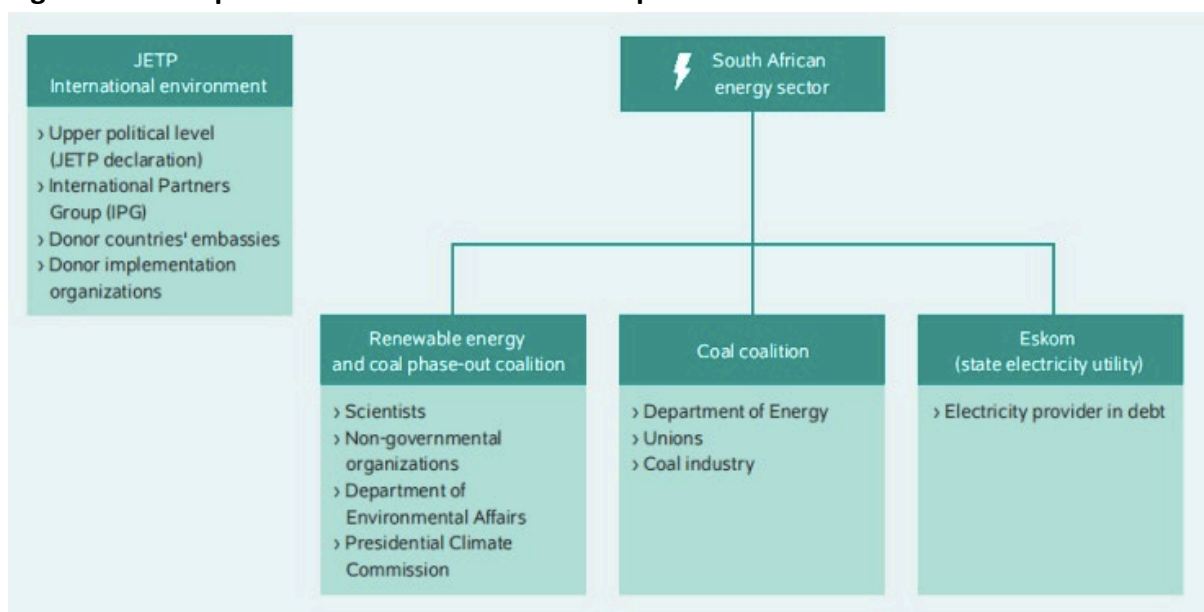 JETP
International environment
› Upper political level
(JETP declaration)
› International Partners
Group (IPG)
› Donor countries' embassies
› Donor implementation
organizations
South African
energy sector
Renewable energy
and coal phase-out coalition
› Scientists
› Non-governmental
organizations
› Department of
Environmental Affairs
› Presidential Climate
Commission
Coal coalition
› Department of Energy
› Unions
› Coal industry
Eskom
(state electricity utility)
› Electricity provider in debt